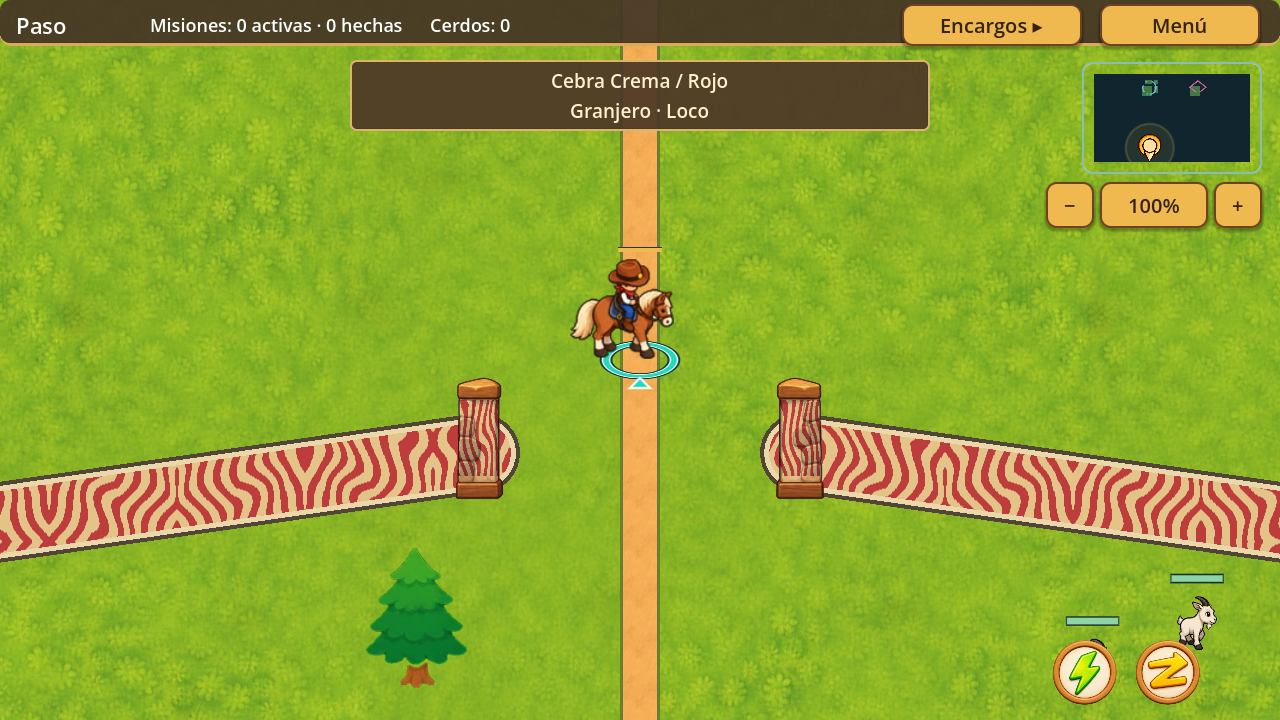 Paso
Misiones: 0 activas · 0 hechas
Cerdos: 0
Encargos ▸
Menú
Cebra Crema / Rojo
Granjero · Loco
−
100%
+